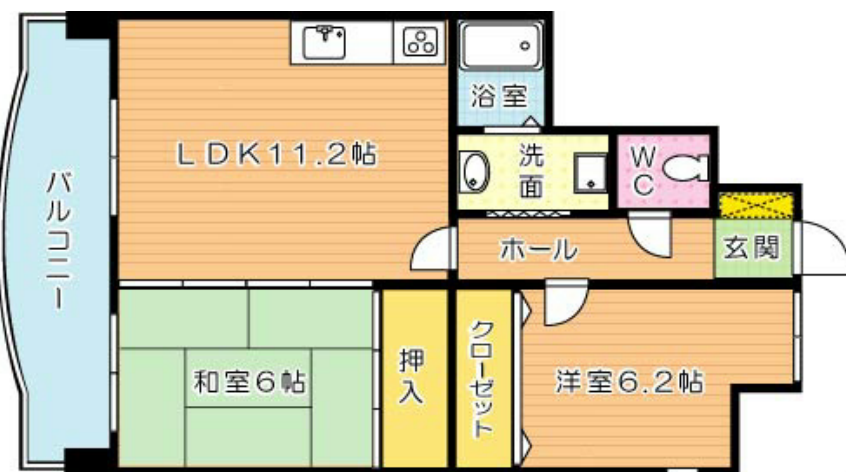 浴室
LDK11.2帖
洗面
WC
バルコニー
ホール
玄関
和室6帖
押入
クローゼット
洋室6.2帖